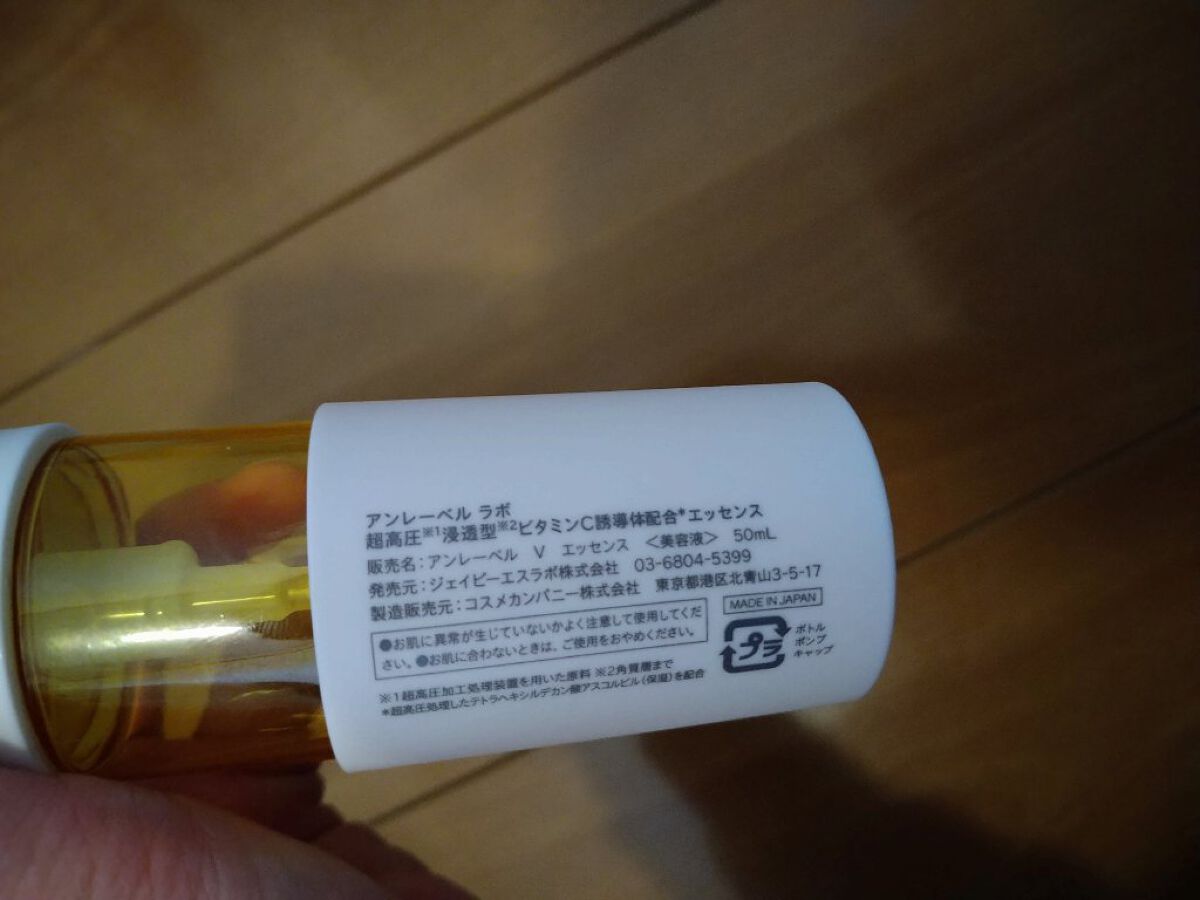 アンレーベル ラボ
超高圧※1浸透型※2ビタミンC誘導体配合*エッセンス
販売名：アンレーベル V エッセンス 〈美容液〉 50mL
発売元：ジェイピーエスラボ株式会社 03-6804-5399
製造販売元：コスメカンパニー株式会社 東京都港区北青山3-5-17
●お肌に異常が生じていないかよく注意して使用してくだ
さい。●お肌に合わないときは、ご使用をおやめください。
MADE IN JAPAN
プラ
ボトル
ポンプ
キャップ
※1超高圧加工処理装置を用いた原料 ※2角質層まで
*超高圧処理したテトラヘキシルデカン酸アスコルビル（保湿）を配合